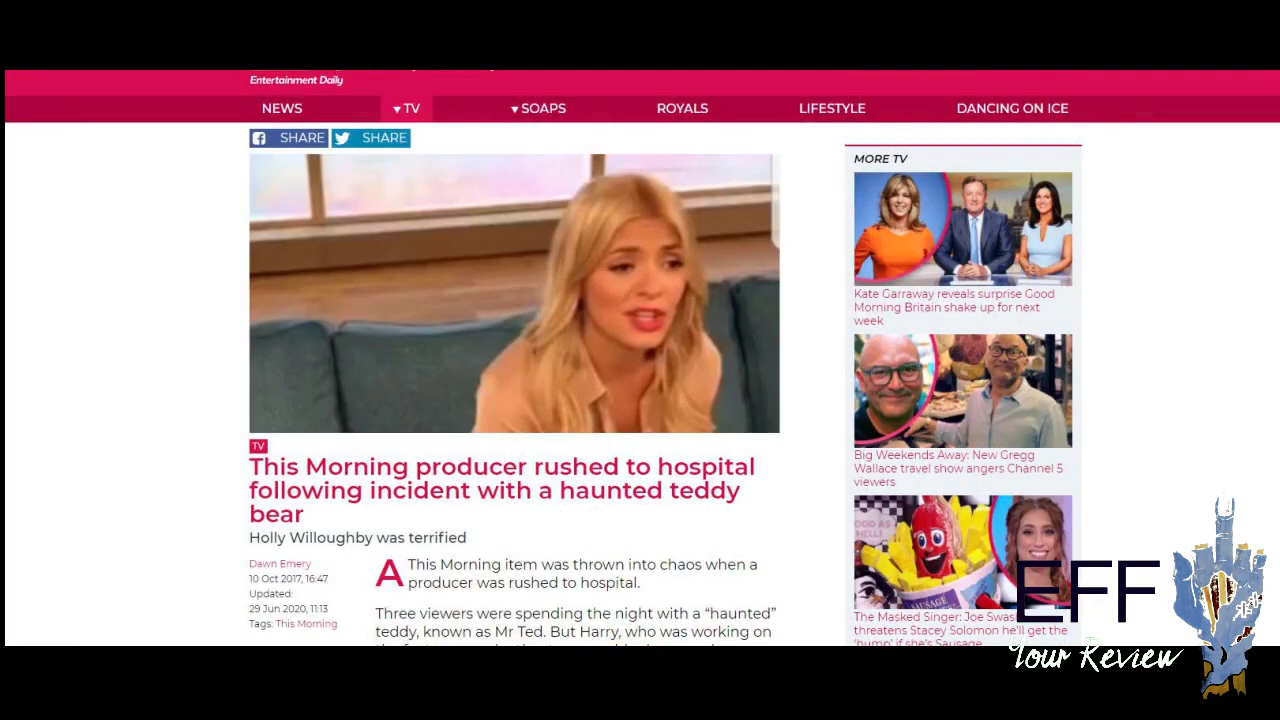 Entertainment Daily
NEWS
▾TV
▾SOAPS
ROYALS
LIFESTYLE
DANCING ON ICE
SHARE
SHARE
TV
This Morning producer rushed to hospital
following incident with a haunted teddy
bear
Holly Willoughby was terrified
Dawn Emery
10 Oct 2017, 16:47
Updated:
29 Jun 2020, 11:13
Tags: This Morning
A This Morning item was thrown into chaos when a
producer was rushed to hospital.
Three viewers were spending the night with a “haunted”
teddy, known as Mr Ted. But Harry, who was working on
MORE TV
Kate Garraway reveals surprise Good
Morning Britain shake up for next
week
Big Weekends Away: New Gregg
Wallace travel show angers Channel 5
viewers
The Masked Singer: Joe
threatens Stacey Solomon he'll get the
'hump' if she's Sausage
EFF
Your Review